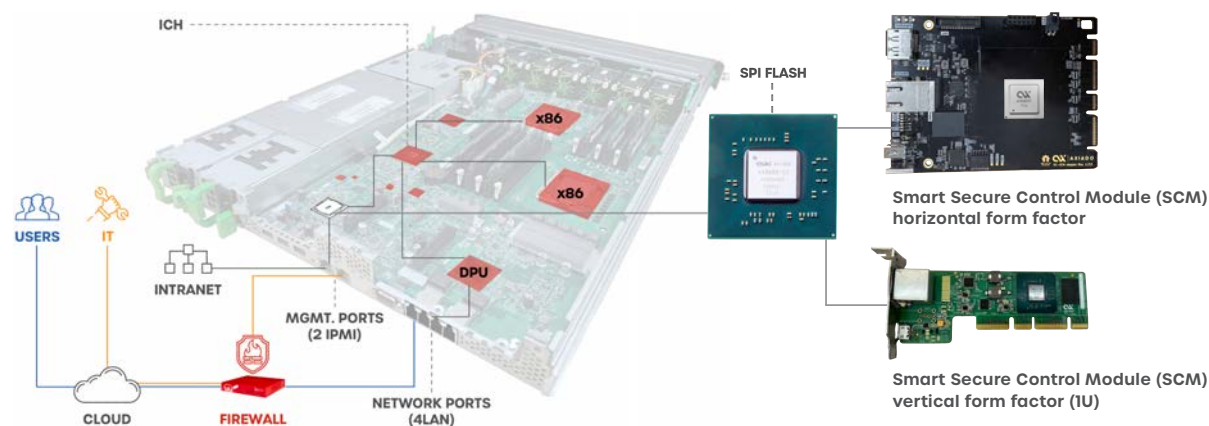 ICH
x86
x86
DPU
SPI FLASH
USERS
IT
INTRANET
MGMT. PORTS
(2 IPMI)
NETWORK PORTS
(4LAN)
CLOUD
FIREWALL
AXIADO
Smart Secure Control Module (SCM)
horizontal form factor
Smart Secure Control Module (SCM)
vertical form factor (1U)